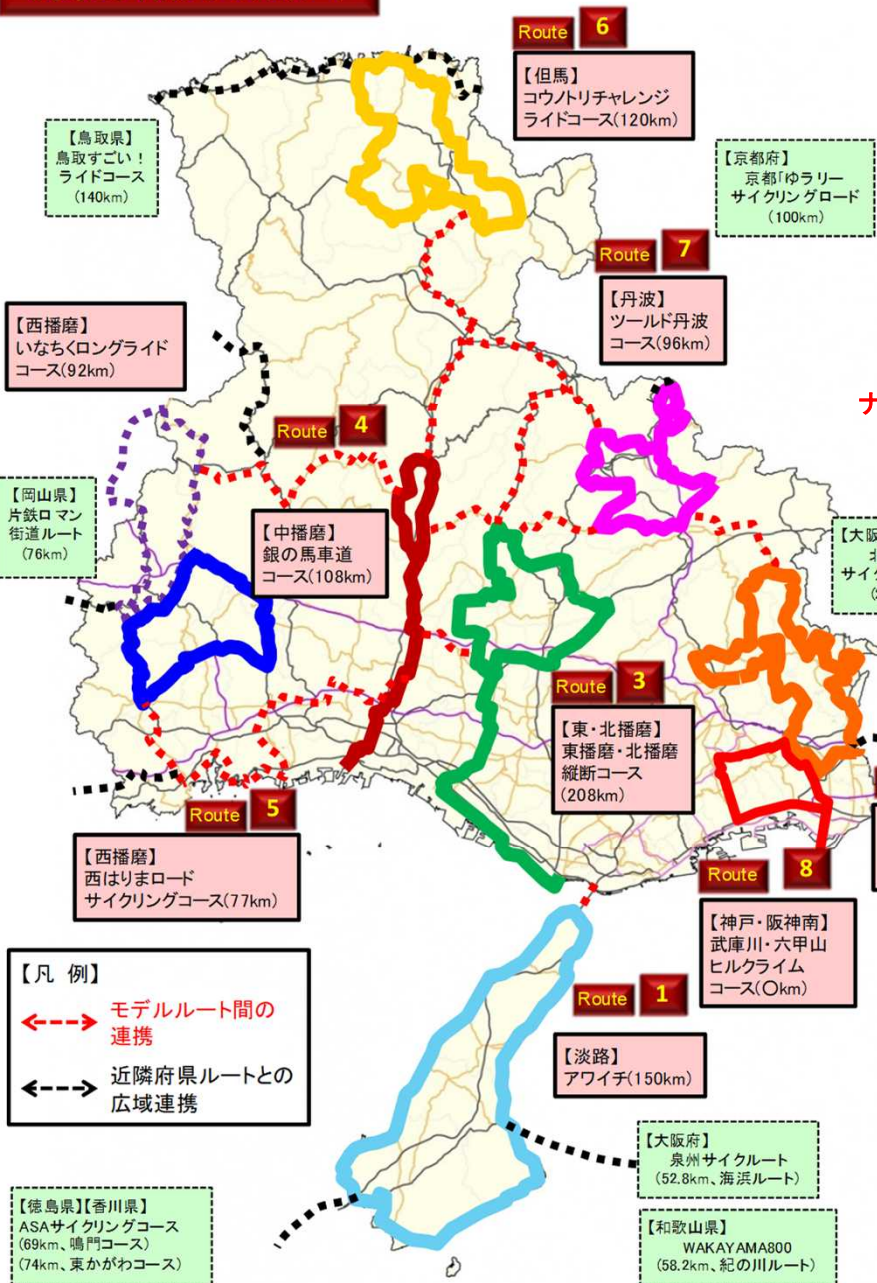 Route 6
【但馬】
コウノトリチャレンジ
ライドコース(120km)
【鳥取県】
鳥取すごい！
ライドコース
(140km)
【京都府】
京都「ゆラリー
サイクリングロード
(100km)
Route 7
【丹波】
ツールド丹波
コース(96km)
【西播磨】
いなちくロングライド
コース(92km)
Route 4
【中播磨】
銀の馬車道
コース(108km)
【岡山県】
片鉄ロマン
街道ルート
(76km)
【大阪
北
サイク
Route 3
【東・北播磨】
東播磨・北播磨
縦断コース
(208km)
Route 5
【西播磨】
西はりまロード
サイクリングコース(77km)
Route 8
【神戸・阪神南】
武庫川・六甲山
ヒルクライム
コース(〇km)
Route 1
【淡路】
アワイチ(150km)
【凡 例】
モデルルート間の
連携
近隣府県ルートとの
広域連携
【大阪府】
泉州サイクルルート
(52.8km、海浜ルート)
【徳島県】【香川県】
ASAサイクリングコース
(69km、鳴門コース)
(74km、東かがわコース)
【和歌山県】
WAKAYAMA800
(58.2km、紀の川ルート)